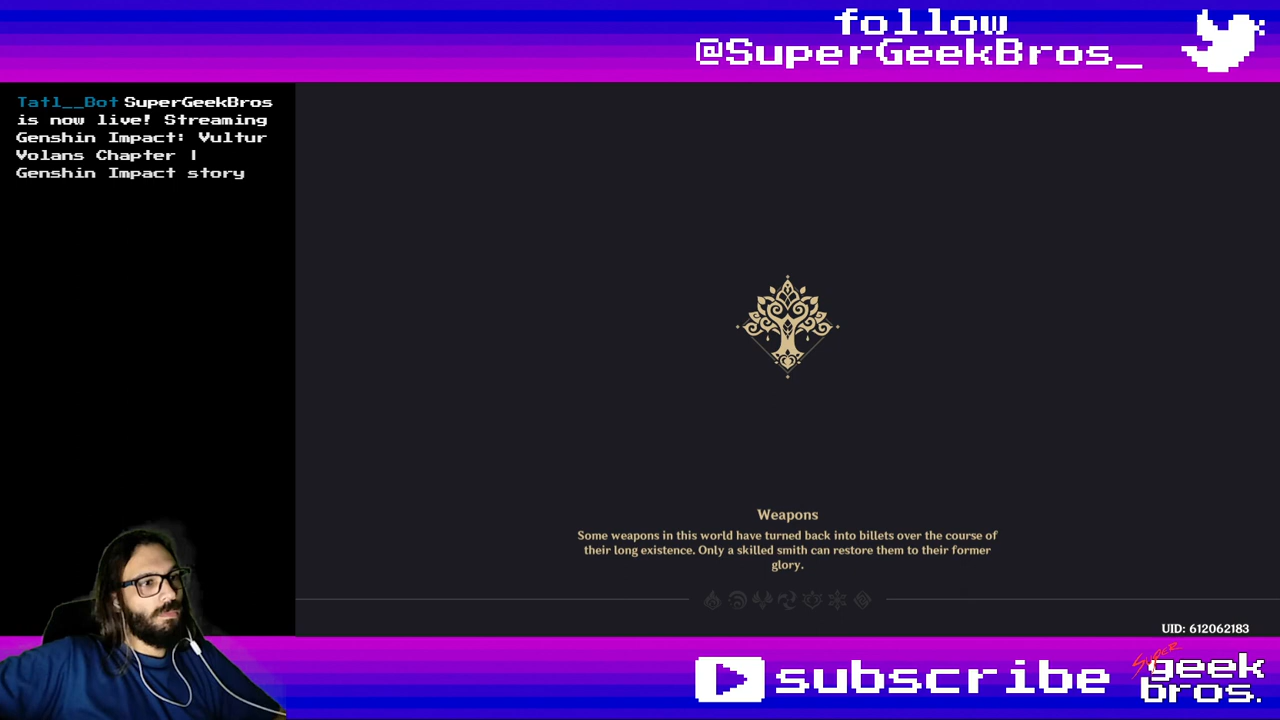 follow
@SuperGeekBros_
Tatl__Bot SuperGeekBros
is now live! Streaming
Genshin Impact: Vultur
Volans Chapter |
Genshin Impact story
Weapons
Some weapons in this world have turned back into billets over the course of
their long existence. Only a skilled smith can restore them to their former
glory.
UID: 612062183
subscribe
super
geek
bros.